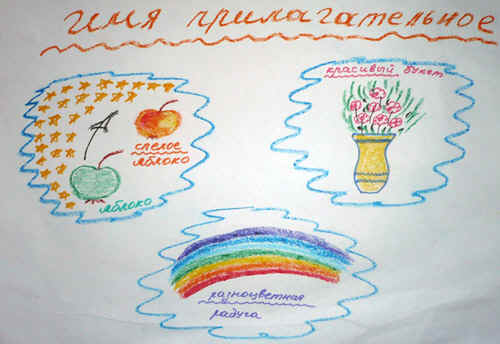 имя прилагательное
А
спелое
яблоко
яблоко
красивый букет
разноцветная
радуга